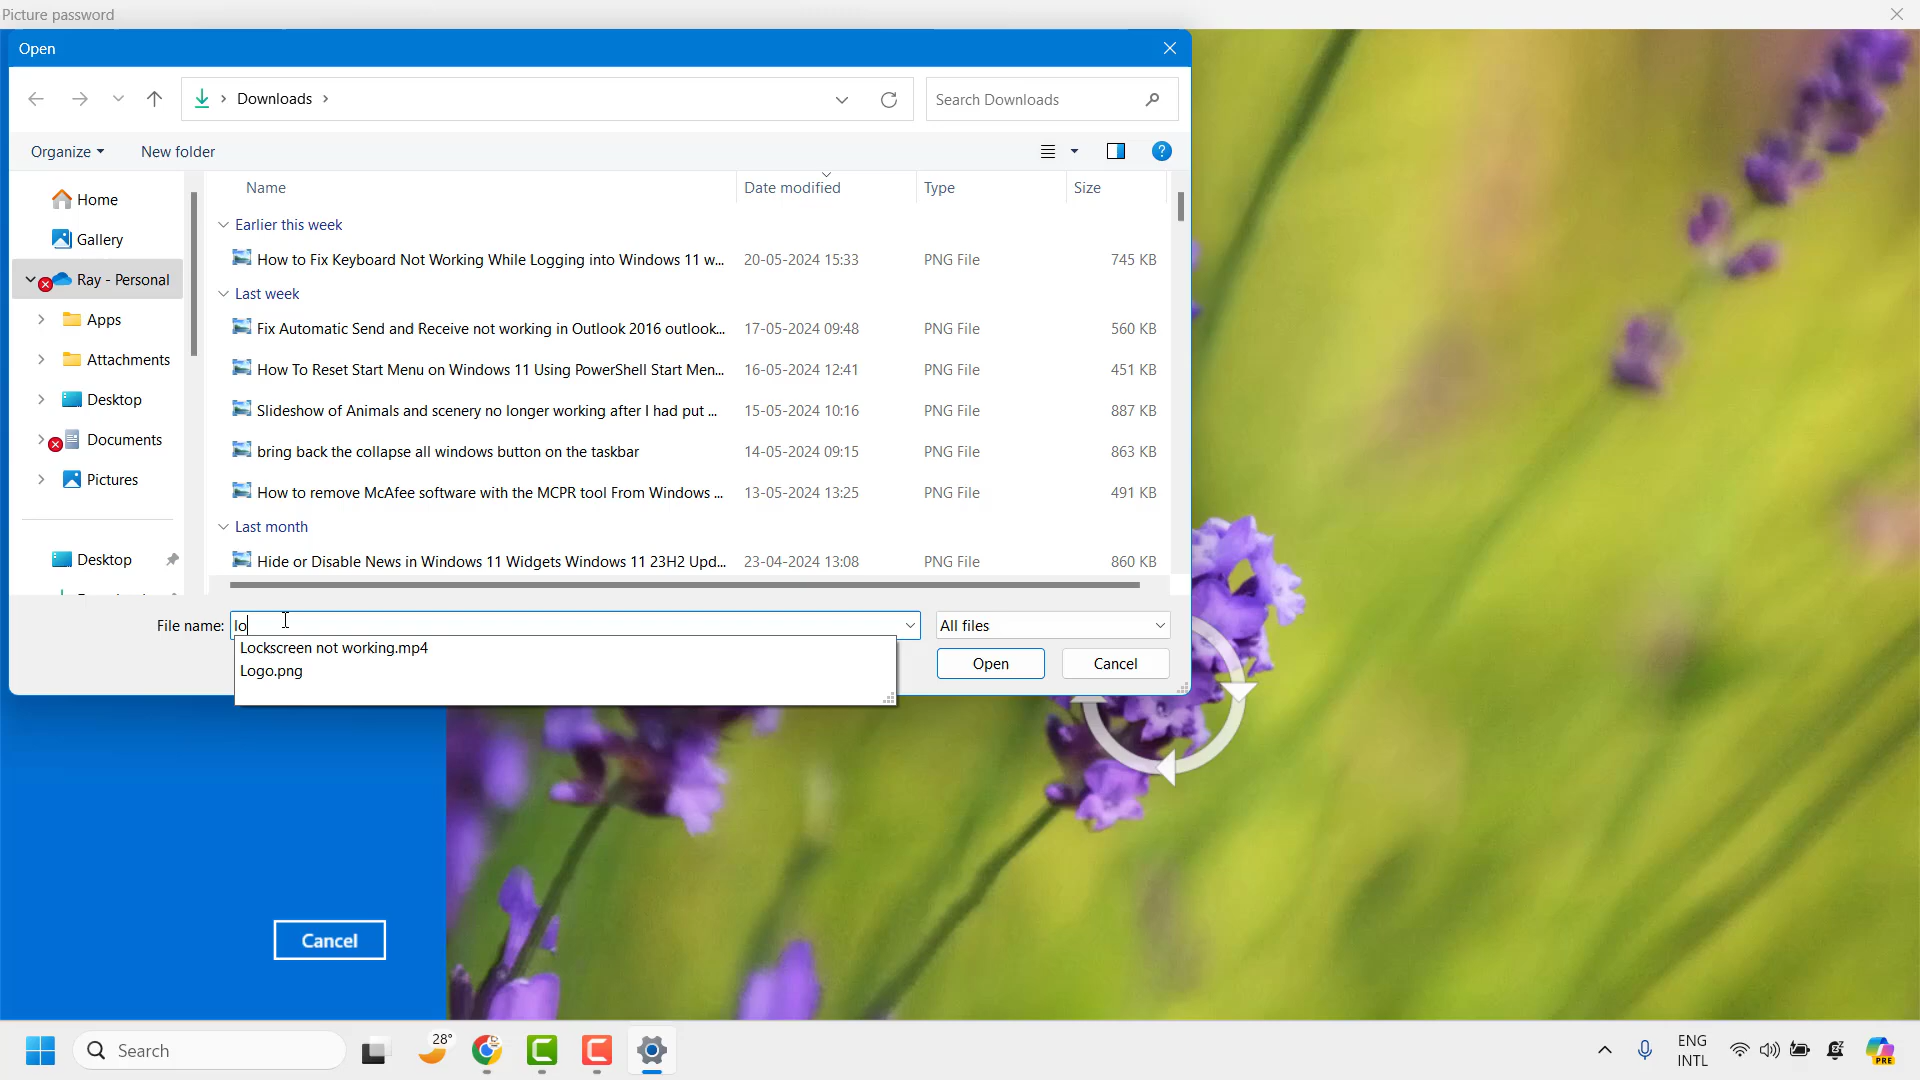 Picture password
Open
Downloads
Search Downloads
Organize
New folder
Name
Date modified
Type
Size
Home
Gallery
Ray - Personal
Apps
Attachments
Desktop
Documents
Pictures
Desktop
Earlier this week
How to Fix Keyboard Not Working While Logging into Windows 11 w... 20-05-2024 15:33 PNG File 745 KB
Last week
Fix Automatic Send and Receive not working in Outlook 2016 outlook... 17-05-2024 09:48 PNG File 560 KB
How To Reset Start Menu on Windows 11 Using PowerShell Start Men... 16-05-2024 12:41 PNG File 451 KB
Slideshow of Animals and scenery no longer working after I had put ... 15-05-2024 10:16 PNG File 887 KB
bring back the collapse all windows button on the taskbar 14-05-2024 09:15 PNG File 863 KB
How to remove McAfee software with the MCPR tool From Windows ... 13-05-2024 13:25 PNG File 491 KB
Last month
Hide or Disable News in Windows 11 Widgets Windows 11 23H2 Upd... 23-04-2024 13:08 PNG File 860 KB
File name: lo
All files
Lockscreen not working.mp4
Logo.png
Open
Cancel
Cancel
Search
28°
ENG
INTL
PRE